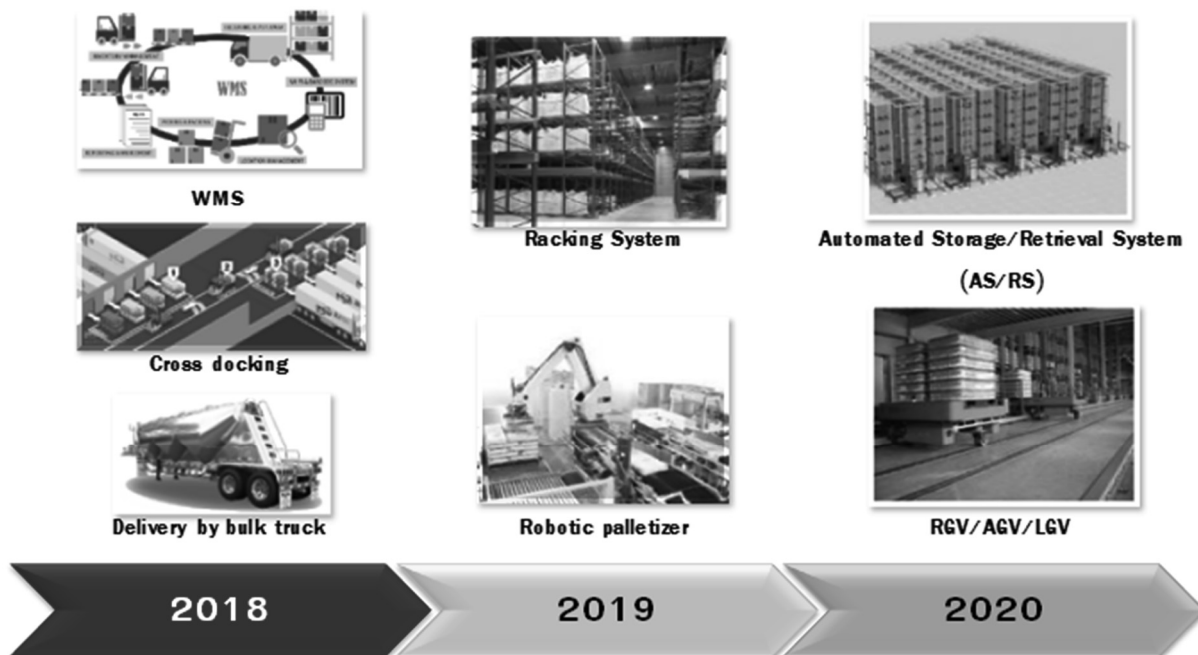 WMS
WMS
Cross docking
Delivery by bulk truck
Racking System
Robotic palletizer
Automated Storage/Retrieval System
(AS/RS)
RGV/AGV/LGV
2018
2019
2020